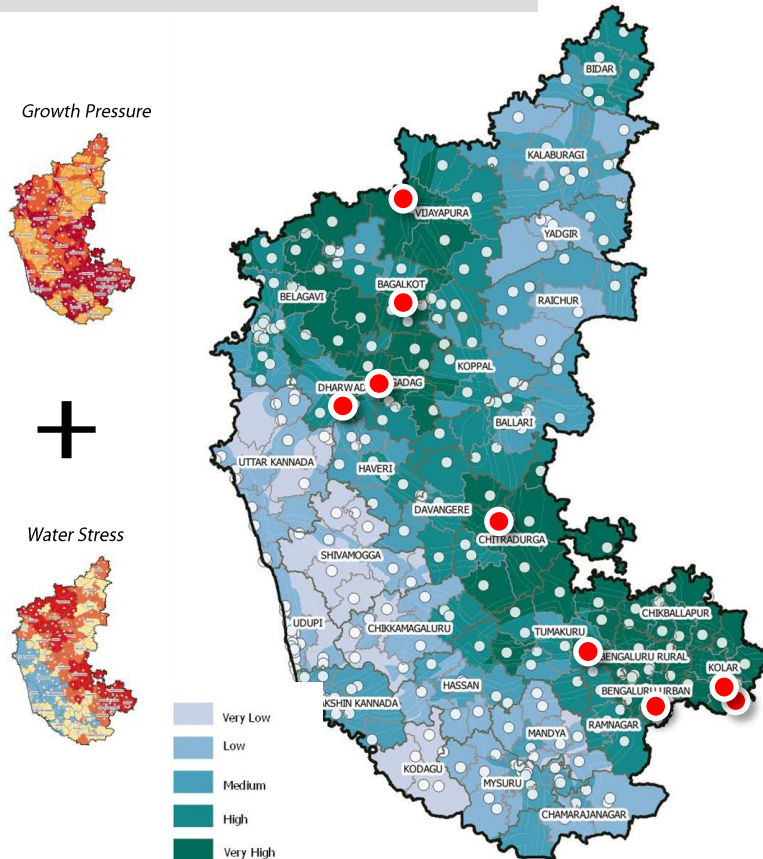 Growth Pressure
+
Water Stress
BIDAR
KALABURAGI
VIJAYAPURA
YADGIR
BAGALKOT
BELAGAVI
RAICHUR
KOPPAL
DHARWAD
GADAG
BALLARI
UTTAR KANNADA
HAVERI
DAVANGERE
CHITRADURGA
SHIVAMOGGA
CHIKBALLAPUR
UDUPI
CHIKKAMAGALURU
TUMAKURU
BENGALURU RURAL
KOLAR
HASSAN
BENGALURU URBAN
AKSHIN KANNADA
RAMNAGAR
MANDYA
KODAGU
MYSURU
CHAMARAJANAGAR
Very Low
Low
Medium
High
Very High